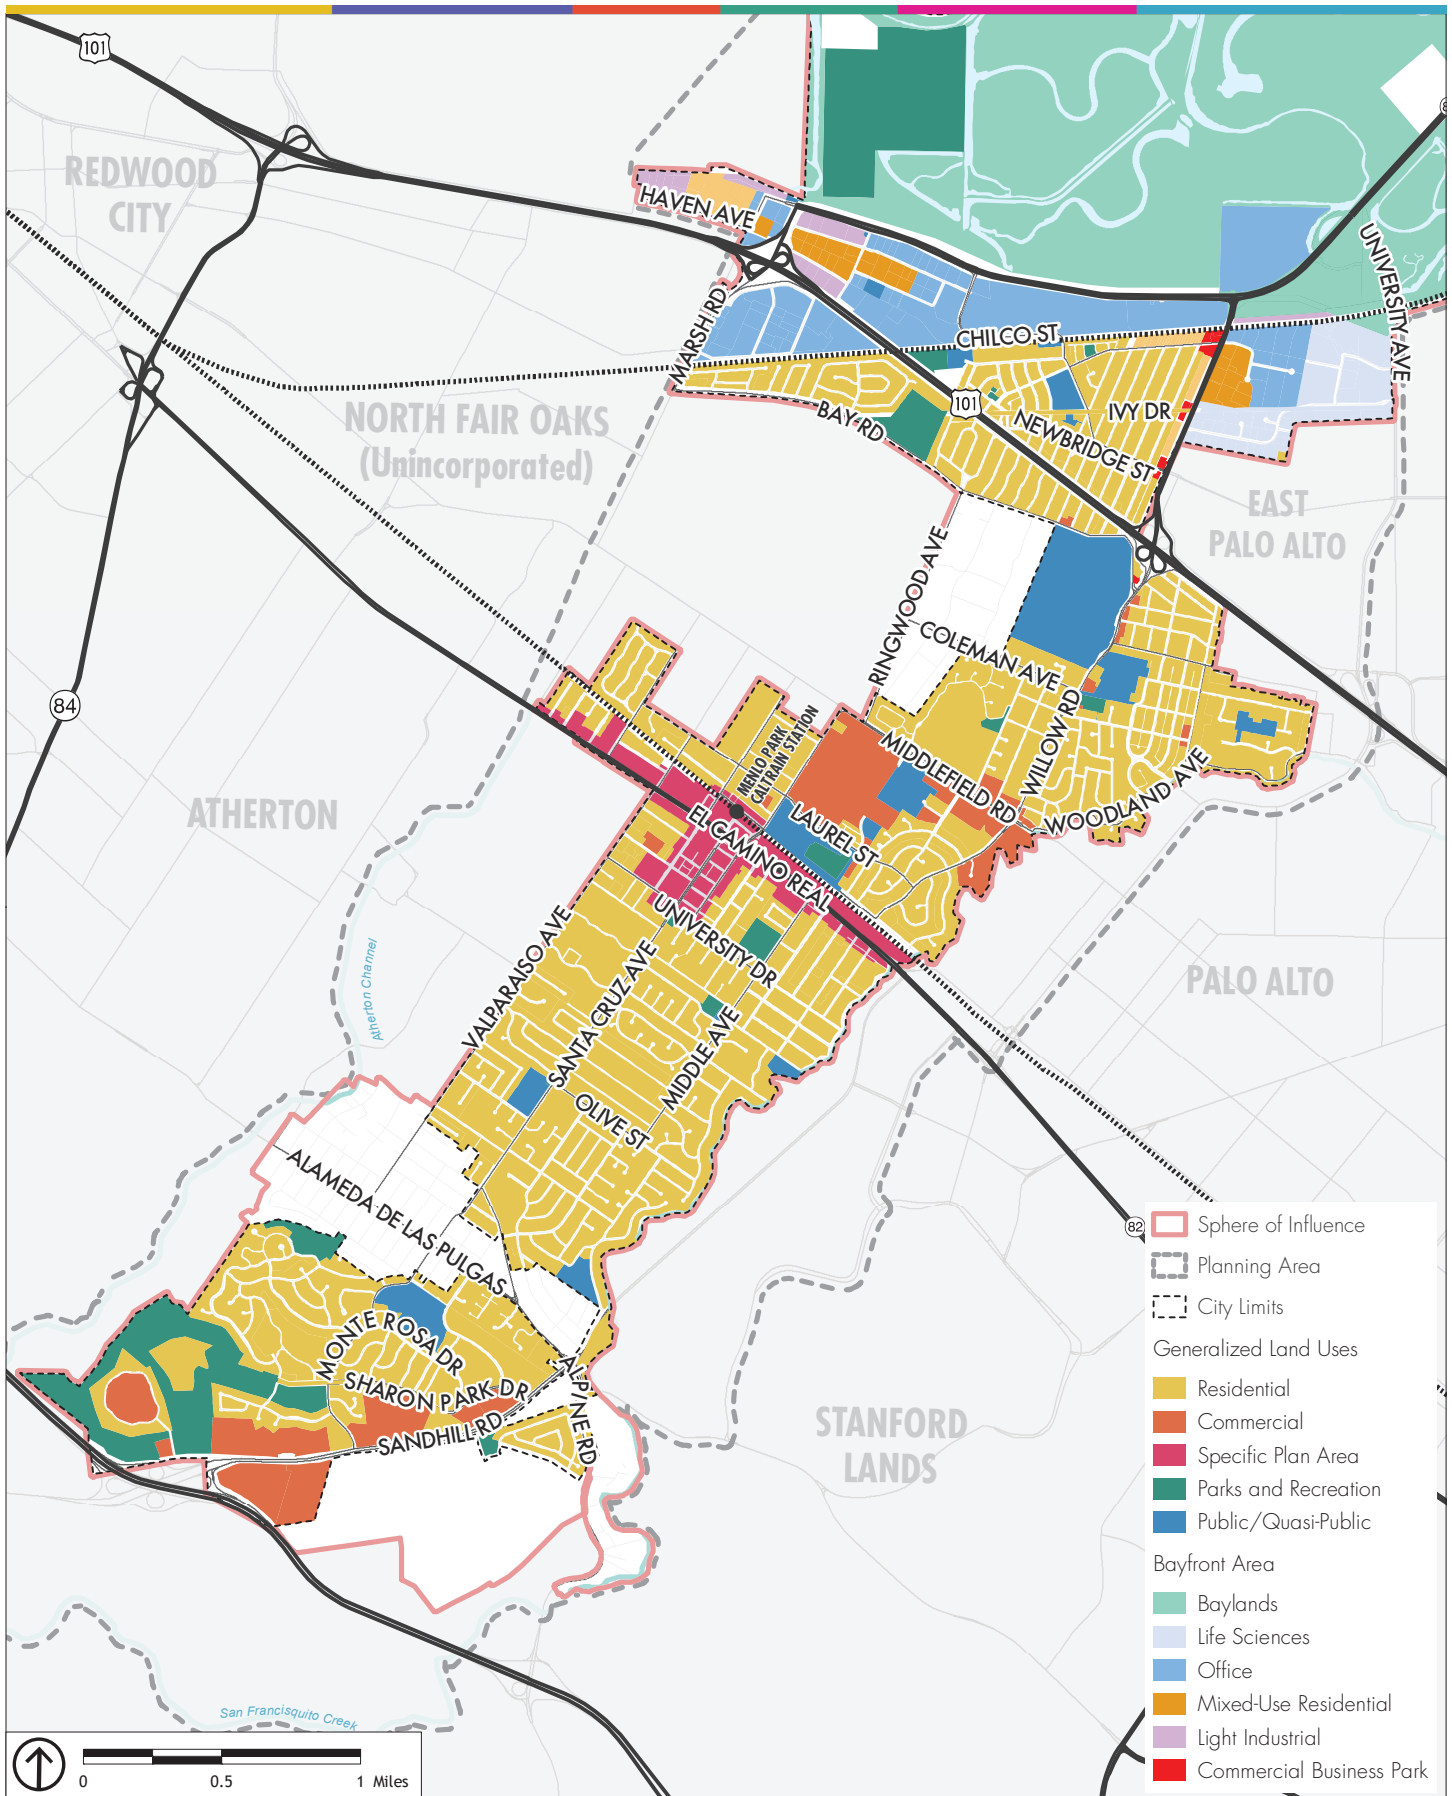 101
REDWOOD
CITY
HAVEN AVE
UNIVERSITY AVE
MARSH RD
CHILCO ST
101
IVY DR
NEWBRIDGE ST
BAY RD
NORTH FAIR OAKS
(Unincorporated)
EAST
PALO ALTO
RINGWOOD AVE
COLEMAN AVE
WILLOW RD
84
MENLO PARK
CALTRAIN STATION
MIDDLEFIELD RD
WOODLAND AVE
ATHERTON
LAUREL ST
EL CAMINO REAL
UNIVERSITY DR
VALPARAISO AVE
SANTA CRUZ AVE
MIDDLE AVE
Atherton Channel
PALO ALTO
OLIVE ST
ALAMEDA DE LAS PULGAS
82
MONTE ROSA DR
SHARON PARK DR
SANDHILL RD
ALPINE RD
STANFORD
LANDS
San Francisquito Creek
Sphere of Influence
Planning Area
City Limits
Generalized Land Uses
Residential
Commercial
Specific Plan Area
Parks and Recreation
Public/Quasi-Public
Bayfront Area
Baylands
Life Sciences
Office
Mixed-Use Residential
Light Industrial
Commercial Business Park
0 0.5 1 Miles